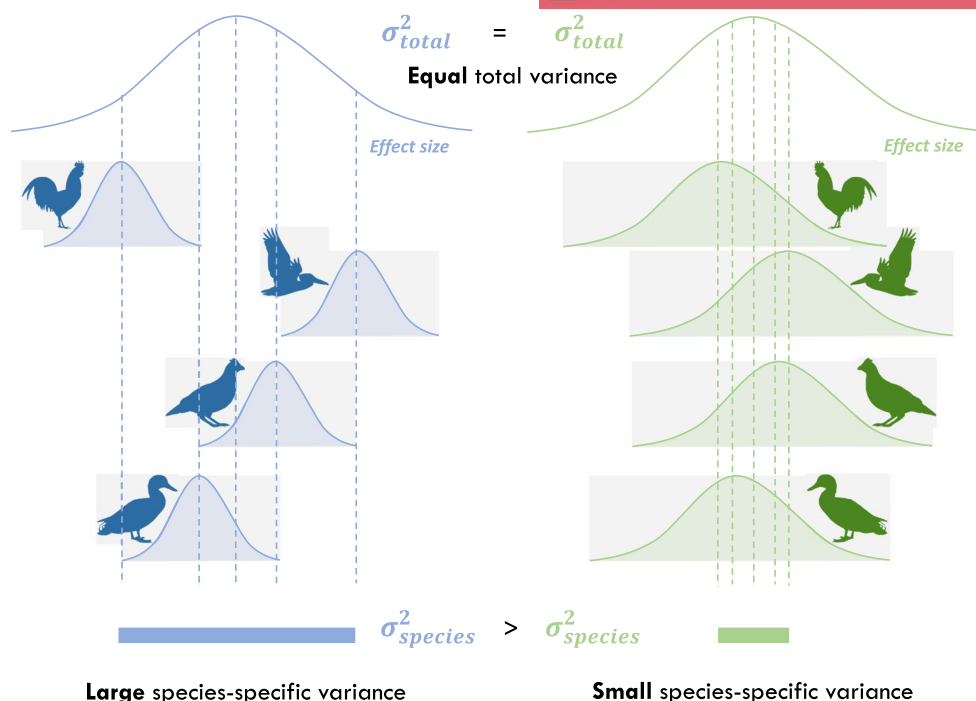 σ²total = σ²total
Equal total variance
Effect size
Effect size
σ²species > σ²species
Large species-specific variance
Small species-specific variance